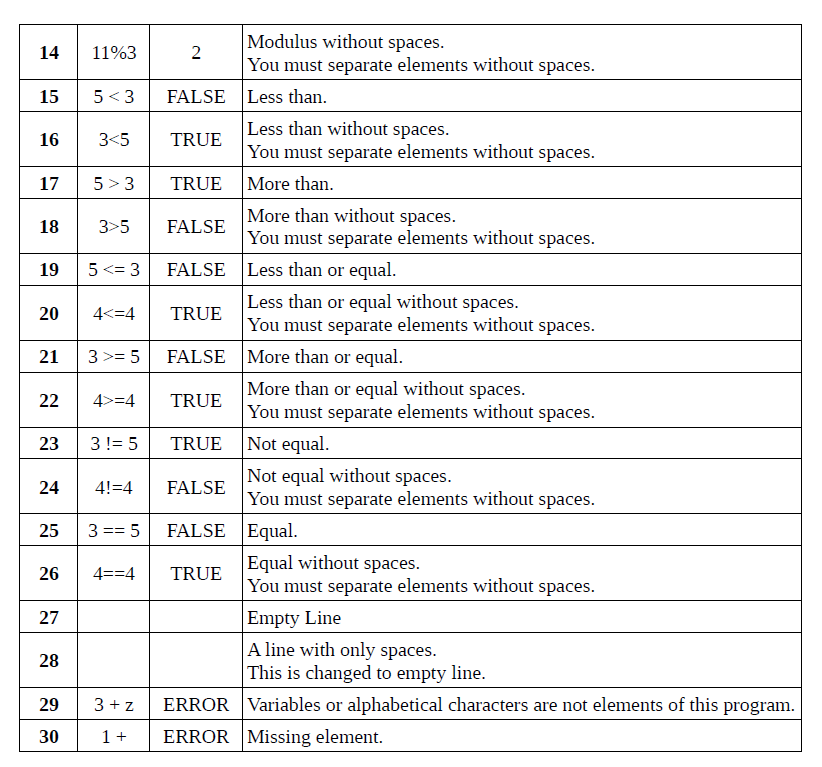 14 11%3 2 Modulus without spaces.
You must separate elements without spaces.
15 5 < 3 FALSE Less than.
16 3<5 TRUE Less than without spaces.
You must separate elements without spaces.
17 5 > 3 TRUE More than.
18 3>5 FALSE More than without spaces.
You must separate elements without spaces.
19 5 <= 3 FALSE Less than or equal.
20 4<=4 TRUE Less than or equal without spaces.
You must separate elements without spaces.
21 3 >= 5 FALSE More than or equal.
22 4>=4 TRUE More than or equal without spaces.
You must separate elements without spaces.
23 3 != 5 TRUE Not equal.
24 4!=4 FALSE Not equal without spaces.
You must separate elements without spaces.
25 3 == 5 FALSE Equal.
26 4==4 TRUE Equal without spaces.
You must separate elements without spaces.
27 Empty Line
28 A line with only spaces.
This is changed to empty line.
29 3 + z ERROR Variables or alphabetical characters are not elements of this program.
30 1 + ERROR Missing element.